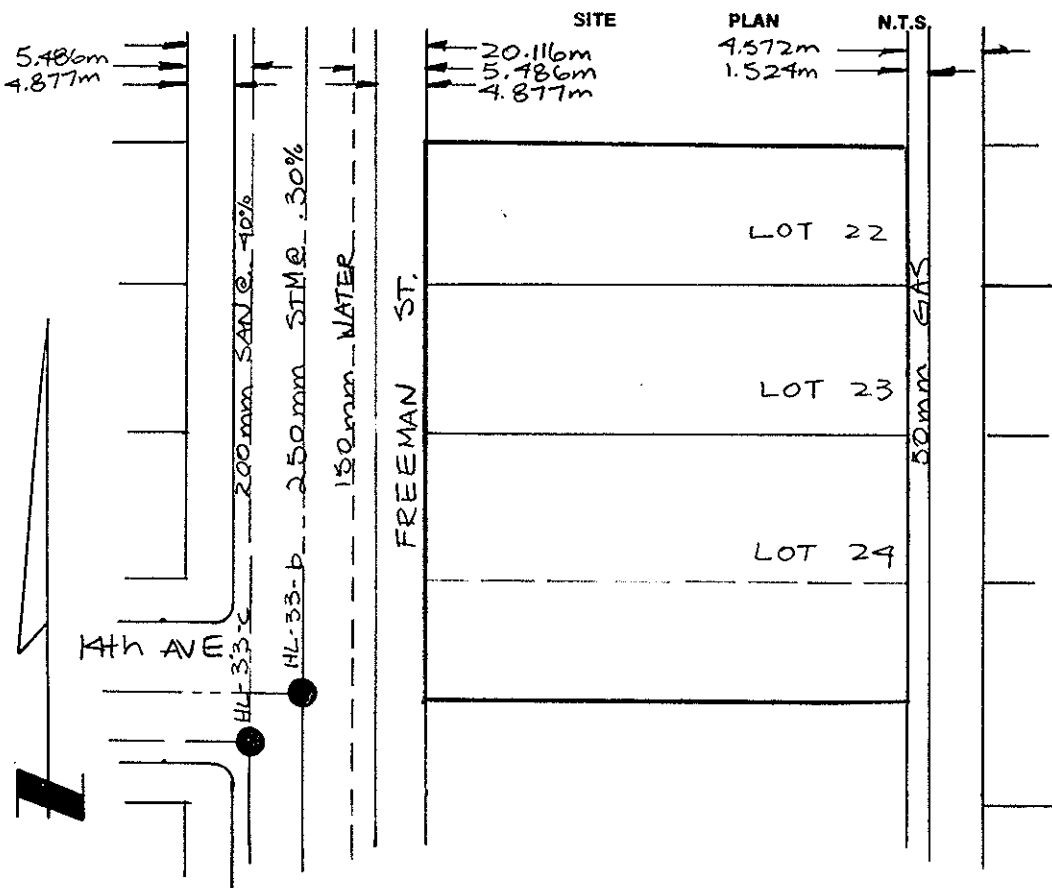 SITE PLAN N.T.S.
5.486m
4.877m
20.116m
5.486m
4.877m
4.572m
1.524m
200mm SAN @ .40%
250mm STM @ .30%
150mm WATER
FREEMAN ST.
LOT 22
LOT 23
LOT 24
50mm GAS
14th AVE
HL-33-c
HL-33-b